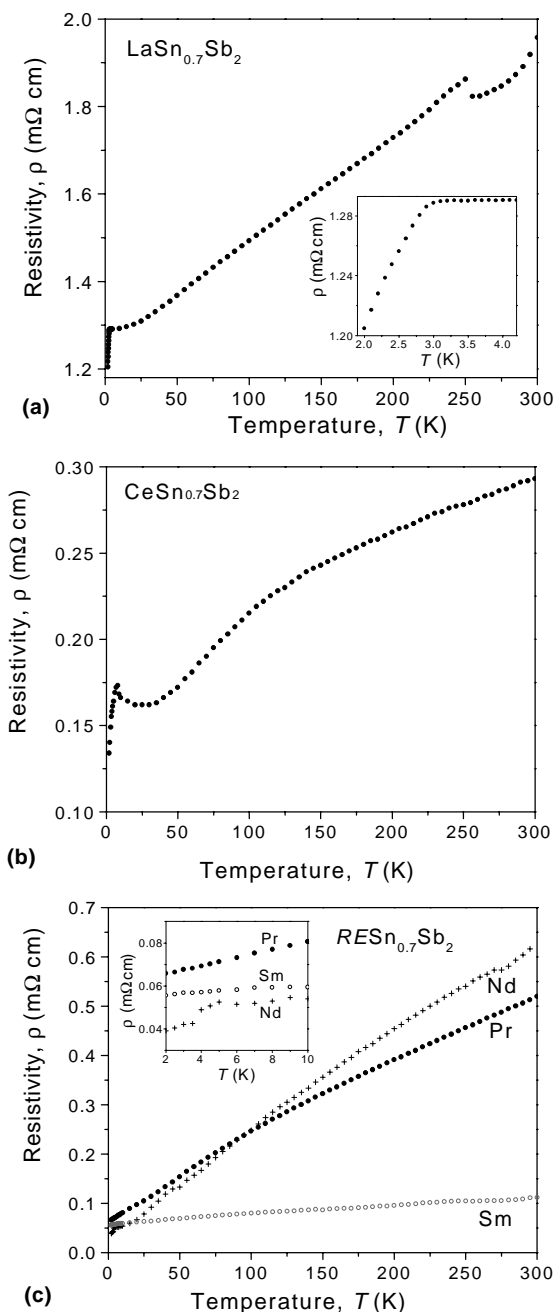 LaSn0.7Sb2
Resistivity, ρ (mΩ cm)
2.0
1.8
1.6
1.4
1.2
ρ (mΩ cm)
1.28
1.24
1.20
2.0 2.5 3.0 3.5 4.0
T (K)
0 50 100 150 200 250 300
(a)
Temperature, T (K)
CeSn0.7Sb2
Resistivity, ρ (mΩ cm)
0.30
0.25
0.20
0.15
0.10
0 50 100 150 200 250 300
(b)
Temperature, T (K)
RESn0.7Sb2
Resistivity, ρ (mΩ cm)
0.7
0.6
0.5
0.4
0.3
0.2
0.1
0.0
ρ (mΩ cm)
0.08
0.06
0.04
Pr
Sm
Nd
2 4 6 8 10
T (K)
Nd
Pr
Sm
0 50 100 150 200 250 300
(c)
Temperature, T (K)